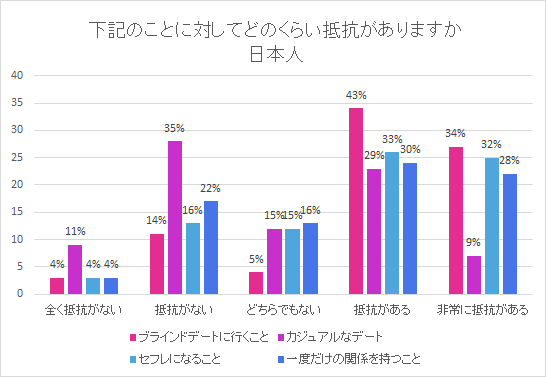 下記のことに対してどのくらい抵抗がありますか
日本人
40
35
30
25
20
15
10
5
0
4% 11% 4% 4%
14% 35% 16% 22%
5% 15% 15% 16%
43% 29% 33% 30%
34% 9% 32% 28%
全く抵抗がない 抵抗がない どちらでもない 抵抗がある 非常に抵抗がある
ブラインドデートに行くこと カジュアルなデート
セフレになること 一度だけの関係を持つこと